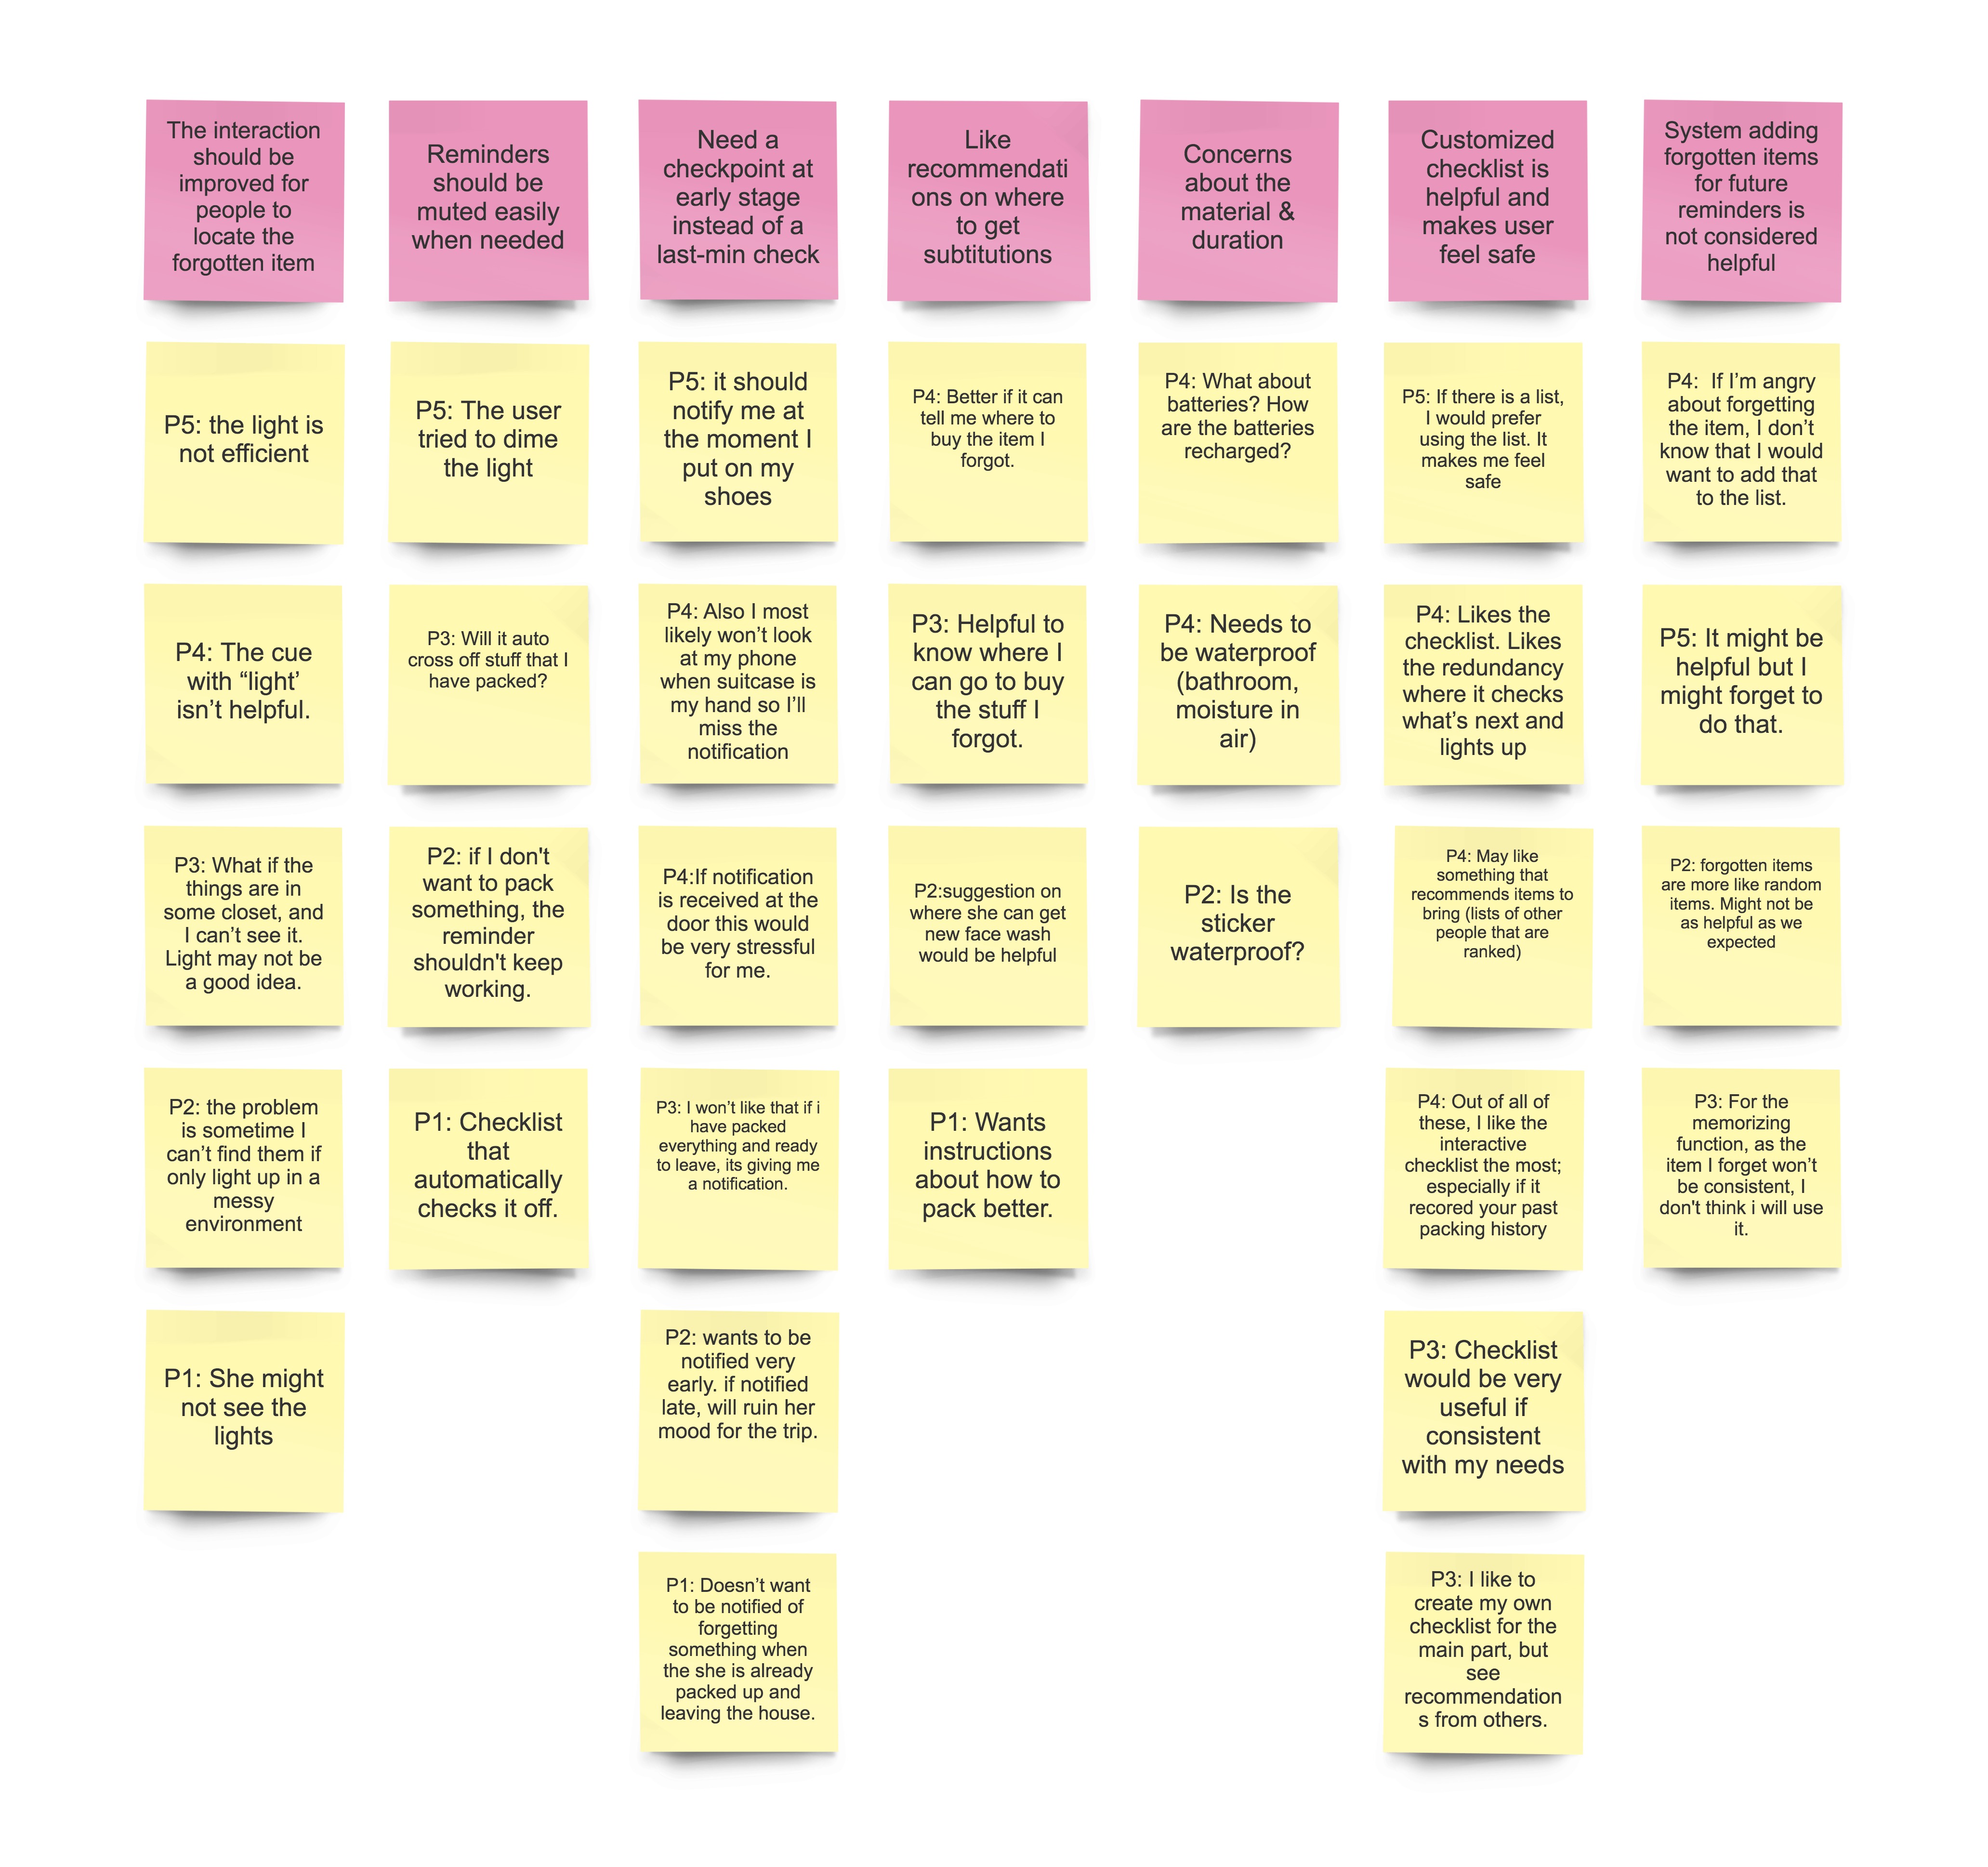 The interaction
should be
improved for
people to
locate the
forgotten item
Reminders
should be
muted easily
when needed
Need a
checkpoint at
early stage
instead of a
last-min check
Like
recommendati
ons on where
to get
subtitutions
Concerns
about the
material &
duration
Customized
checklist is
helpful and
makes user
feel safe
System adding
forgotten items
for future
reminders is
not considered
helpful
P5: the light is
not efficient
P5: The user
tried to dime
the light
P5: it should
notify me at
the moment I
put on my
shoes
P4: Better if it can
tell me where to
buy the item I
forgot.
P4: What about
batteries? How
are the batteries
recharged?
P5: If there is a list,
I would prefer
using the list. It
makes me feel
safe
P4:  If I’m angry
about forgetting
the item, I don’t
know that I would
want to add that
to the list.
P4: The cue
with “light’
isn’t helpful.
P3: Will it auto
cross off stuff that I
have packed?
P4: Also I most
likely won’t look
at my phone
when suitcase is
my hand so I’ll
miss the
notification
P3: Helpful to
know where I
can go to buy
the stuff I
forgot.
P4: Needs to
be waterproof
(bathroom,
moisture in
air)
P4: Likes the
checklist. Likes
the redundancy
where it checks
what’s next and
lights up
P5: It might be
helpful but I
might forget to
do that.
P3: What if the
things are in
some closet, and
I can’t see it.
Light may not be
a good idea.
P2: if I don't
want to pack
something, the
reminder
shouldn't keep
working.
P4:If notification
is received at the
door this would
be very stressful
for me.
P2:suggestion on
where she can get
new face wash
would be helpful
P2: Is the
sticker
waterproof?
P4: May like
something that
recommends items to
bring (lists of other
people that are
ranked)
P2: forgotten items
are more like random
items. Might not be
as helpful as we
expected
P2: the problem
is sometime I
can’t find them if
only light up in a
messy
environment
P1: Checklist
that
automatically
checks it off.
P3: I won’t like that if i
have packed
everything and ready
to leave, its giving me
a notification.
P1: Wants
instructions
about how to
pack better.
P4: Out of all of
these, I like the
interactive
checklist the most;
especially if it
recored your past
packing history
P3: For the
memorizing
function, as the
item I forget won’t
be consistent, I
don't think i will use
it.
P1: She might
not see the
lights
P2: wants to be
notified very
early. if notified
late, will ruin her
mood for the trip.
P3: Checklist
would be very
useful if
consistent
with my needs
P1: Doesn’t want
to be notified of
forgetting
something when
the she is already
packed up and
leaving the house.
P3: I like to
create my own
checklist for the
main part, but
see
recommendation
s from others.